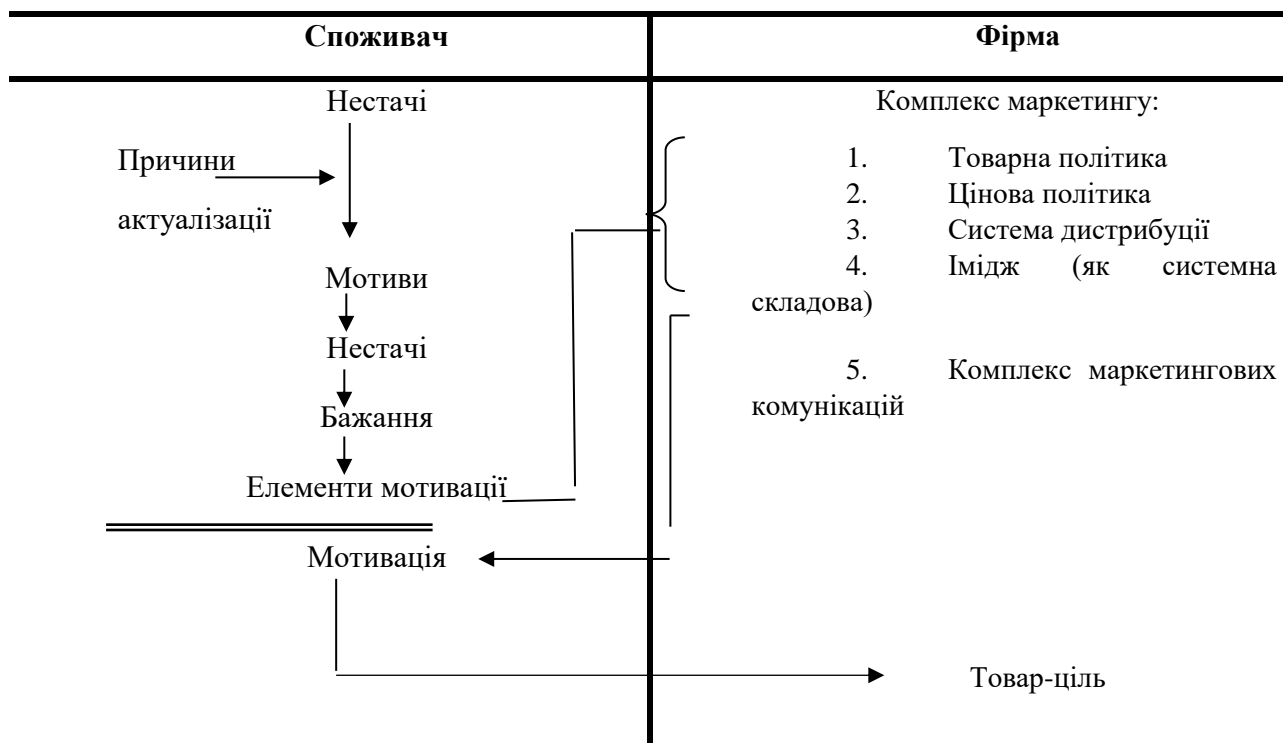 Споживач
Фірма
Нестачі
Причини
актуалізації
Мотиви
Нестачі
Бажання
Елементи мотивації
Мотивація
Комплекс маркетингу:
1. Товарна політика
2. Цінова політика
3. Система дистрибуції
4. Імідж (як системна
складова)
5. Комплекс маркетингових
комунікацій
Товар-ціль